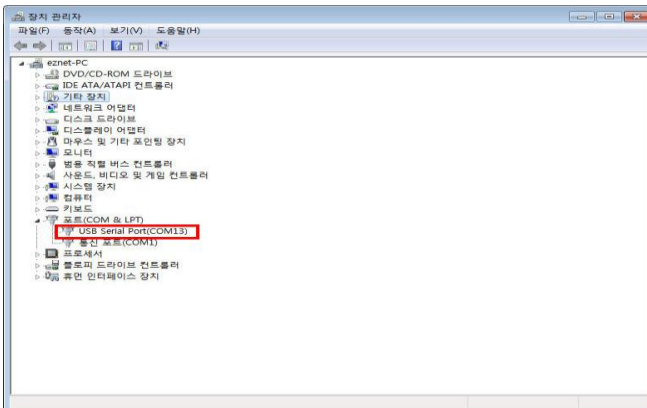 장치 관리자
파일(F) 동작(A) 보기(V) 도움말(H)
eznet-PC
DVD/CD-ROM 드라이브
IDE ATA/ATAPI 컨트롤러
기타 장치
네트워크 어댑터
디스크 드라이브
디스플레이 어댑터
마우스 및 기타 포인팅 장치
모니터
범용 직렬 버스 컨트롤러
사운드, 비디오 및 게임 컨트롤러
시스템 장치
컴퓨터
키보드
포트(COM & LPT)
USB Serial Port(COM13)
통신 포트(COM1)
프로세서
플로피 드라이브 컨트롤러
휴먼 인터페이스 장치